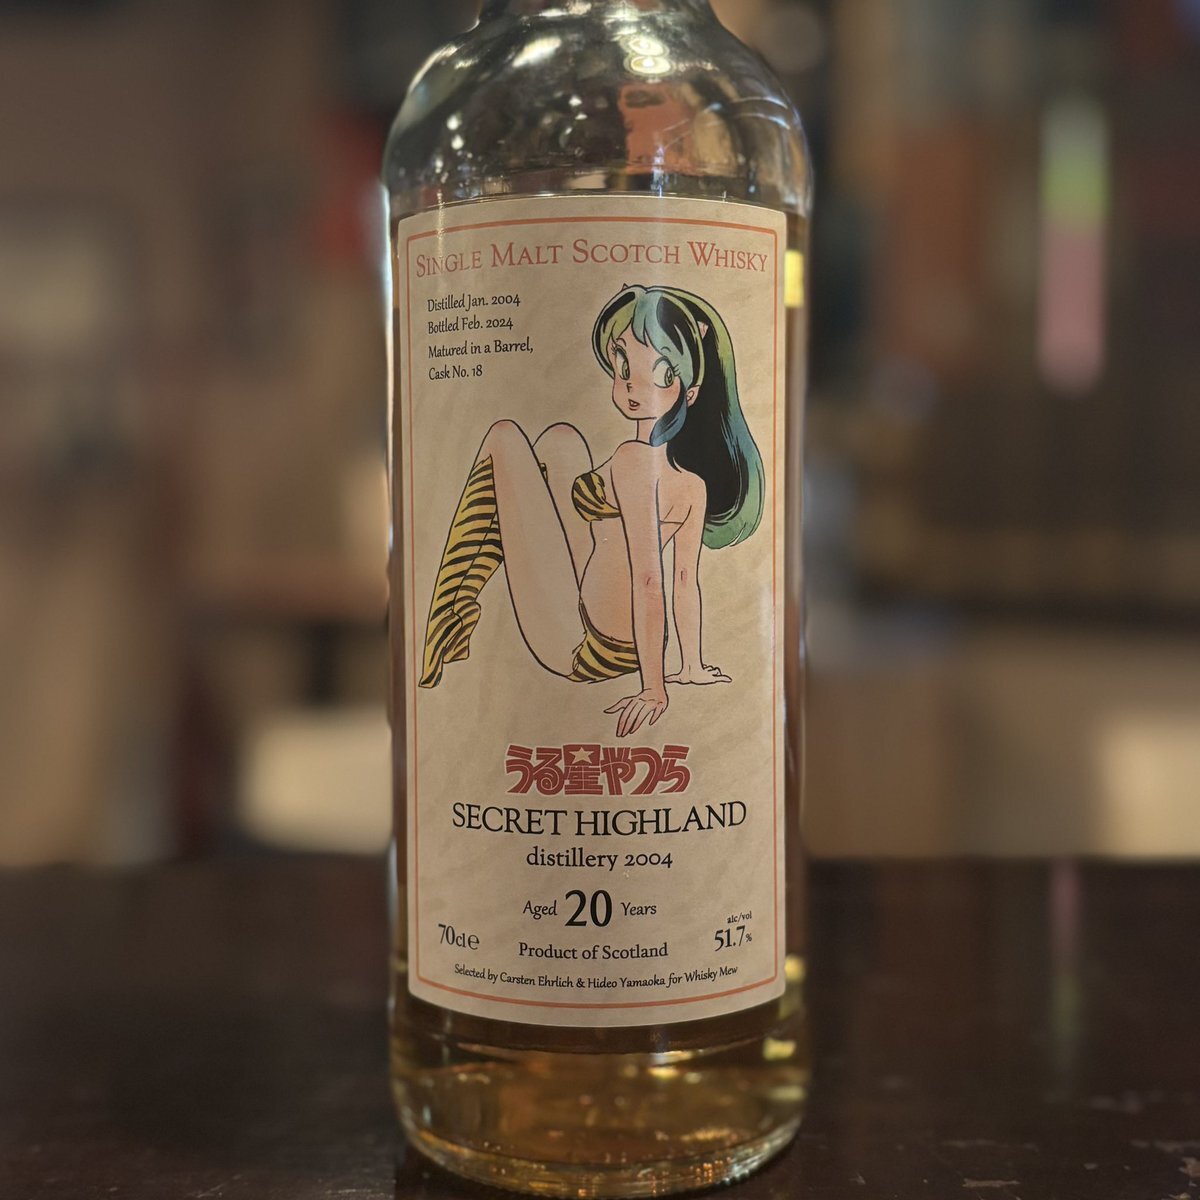 SINGLE MALT SCOTCH WHISKY
Distilled Jan. 2004
Bottled Feb. 2024
Matured in a Barrel,
Cask No. 18
うる星やつら
SECRET HIGHLAND
distillery 2004
Aged 20 Years
70cl℮
Product of Scotland
alc/vol
51.7%
Selected by Carsten Ehrlich & Hideo Yamaoka for Whisky Mew